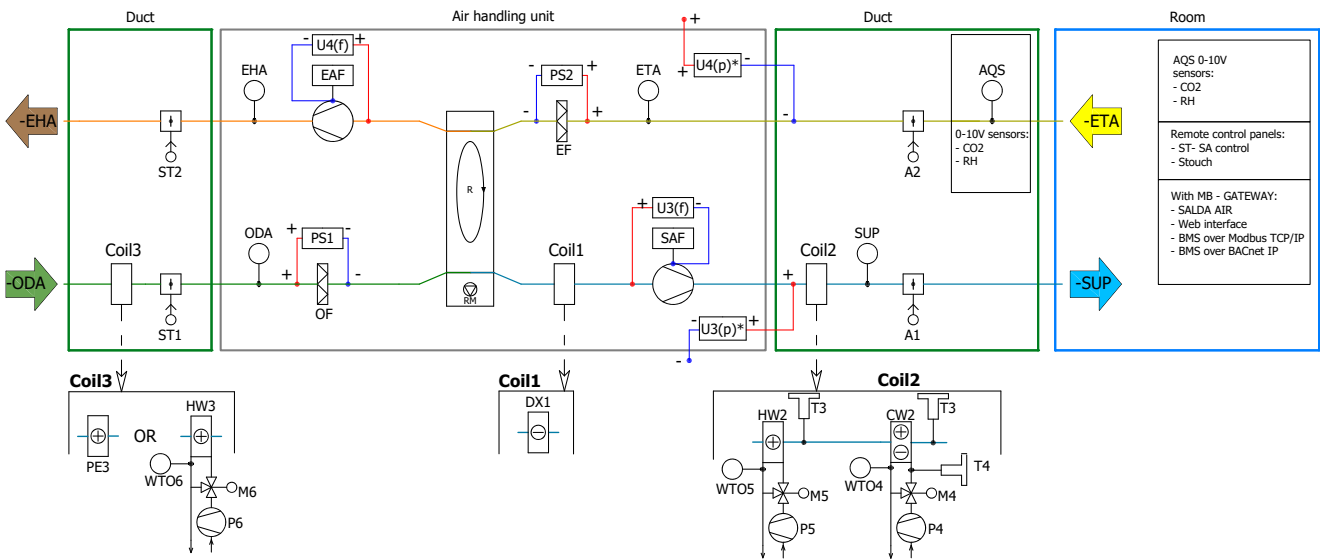 Duct
Air handling unit
Duct
Room
-EHA
ST2
EHA
- U4(f) +
EAF
R
- PS2 +
- +
EF
ETA
+
+ U4(p)* -
-
A2
AQS
0-10V sensors:
- CO2
- RH
-ETA
AQS 0-10V
sensors:
- CO2
- RH
Remote control panels:
- ST- SA control
- Stouch
With MB - GATEWAY:
- SALDA AIR
- Web interface
- BMS over Modbus TCP/IP
- BMS over BACnet IP
-ODA
Coil3
ST1
ODA
+ PS1 -
+ -
OF
RM
Coil1
+ U3(f) -
SAF
+
- U3(p)* +
-
Coil2
SUP
A1
-SUP
Coil3
PE3
OR
HW3
WTO6
M6
P6
Coil1
DX1
Coil2
HW2
T3
CW2
T3
T4
WTO5
M5
P5
WTO4
M4
P4